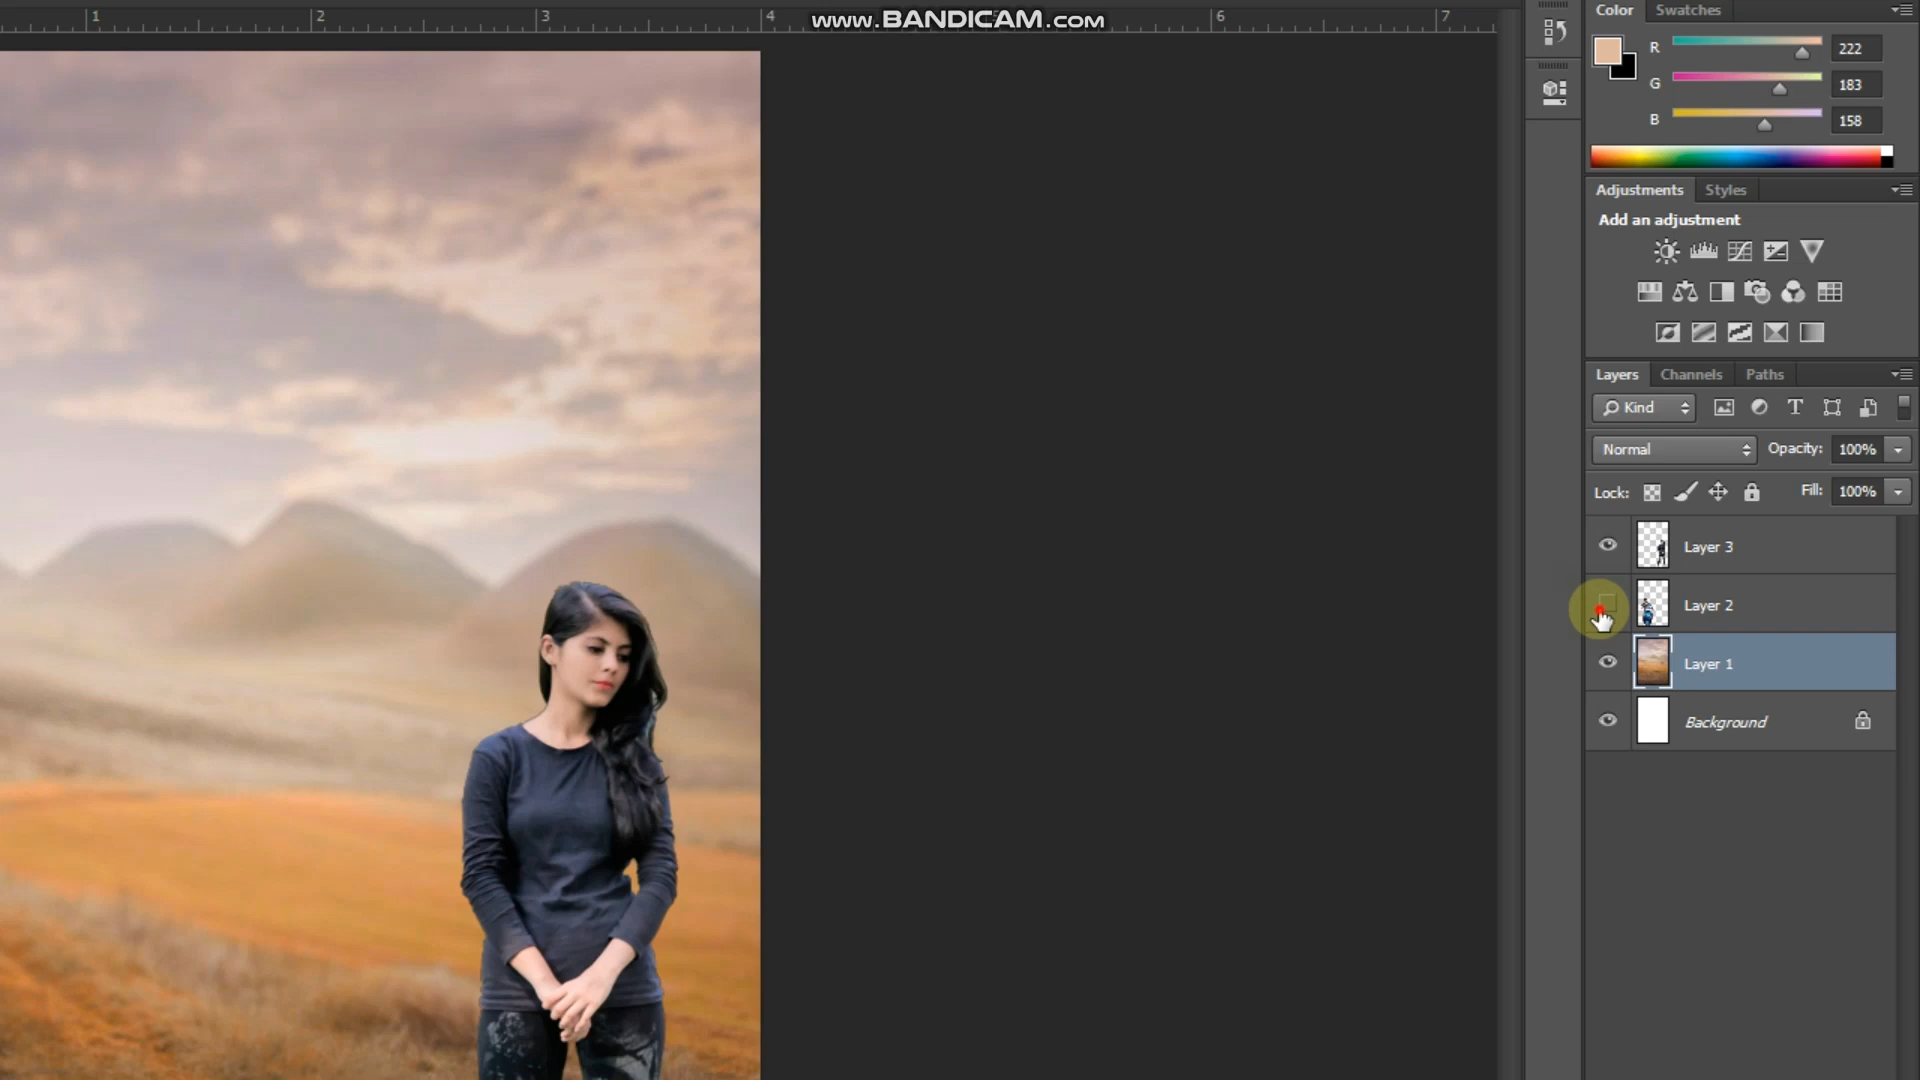 1 2 3 4 6 7
www.BANDICAM.com
Color Swatches
R 222
G 183
B 158
Adjustments Styles
Add an adjustment
Layers Channels Paths
Kind
Normal Opacity: 100%
Lock: Fill: 100%
Layer 3
Layer 2
Layer 1
Background